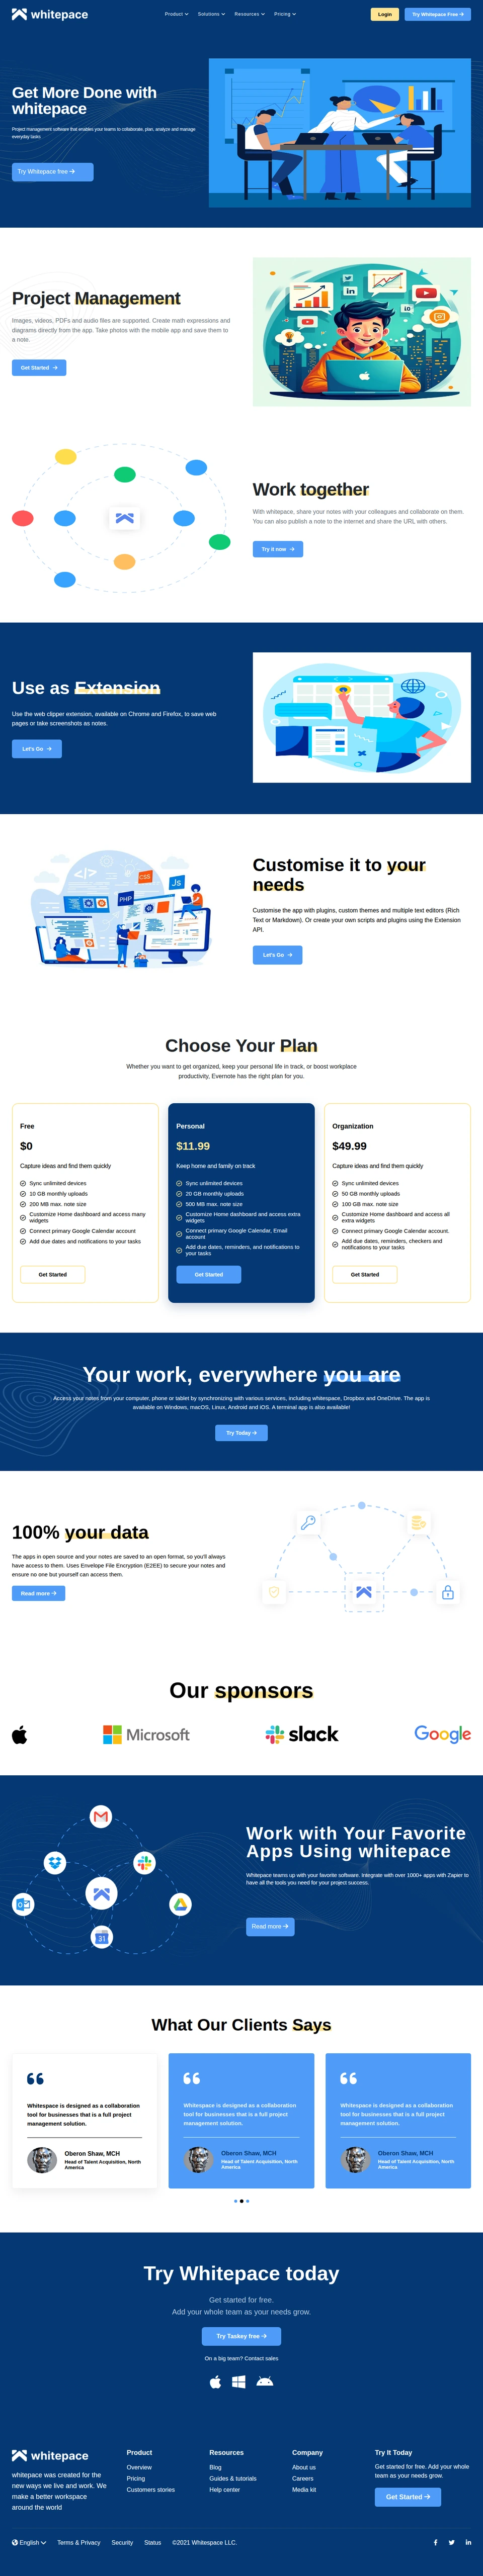 whitepace
Product
Solutions
Resources
Pricing
Login
Try Whitepace Free
Get More Done with
whitepace
Project management software that enables your teams to collaborate, plan, analyze and manage
everyday tasks
Try Whitepace free
Project Management
Images, videos, PDFs and audio files are supported. Create math expressions and
diagrams directly from the app. Take photos with the mobile app and save them to
a note.
Get Started
Work together
With whitepace, share your notes with your colleagues and collaborate on them.
You can also publish a note to the internet and share the URL with others.
Try it now
Use as Extension
Use the web clipper extension, available on Chrome and Firefox, to save web
pages or take screenshots as notes.
Let's Go
</>
CSS
Js
PHP
Customise it to your
needs
Customise the app with plugins, custom themes and multiple text editors (Rich
Text or Markdown). Or create your own scripts and plugins using the Extension
API.
Let's Go
Choose Your Plan
Whether you want to get organized, keep your personal life in track, or boost workplace
productivity, Evernote has the right plan for you.
Free
$0
Capture ideas and find them quickly
Sync unlimited devices
10 GB monthly uploads
200 MB max. note size
Customize Home dashboard and access many
widgets
Connect primary Google Calendar account
Add due dates and notifications to your tasks
Get Started
Personal
$11.99
Keep home and family on track
Sync unlimited devices
20 GB monthly uploads
500 MB max. note size
Customize Home dashboard and access extra
widgets
Connect primary Google Calendar, Email
account
Add due dates, reminders, and notifications to
your tasks
Get Started
Organization
$49.99
Capture ideas and find them quickly
Sync unlimited devices
50 GB monthly uploads
100 GB max. note size
Customize Home dashboard and access all
extra widgets
Connect primary Google Calendar account.
Add due dates, reminders, checkers and
notifications to your tasks
Get Started
Your work, everywhere you are
Access your notes from your computer, phone or tablet by synchronizing with various services, including whitespace, Dropbox and OneDrive. The app is
available on Windows, macOS, Linux, Android and iOS. A terminal app is also available!
Try Today
100% your data
The apps in open source and your notes are saved to an open format, so you'll always
have access to them. Uses Envelope File Encryption (E2EE) to secure your notes and
ensure no one but yourself can access them.
Read more
Our sponsors
Microsoft
slack
Google
31
Work with Your Favorite
Apps Using whitepace
Whitepace teams up with your favorite software. Integrate with over 1000+ apps with Zapier to
have all the tools you need for your project success.
Read more
What Our Clients Says
Whitespace is designed as a collaboration
tool for businesses that is a full project
management solution.
Oberon Shaw, MCH
Head of Talent Acquisition, North
America
Whitespace is designed as a collaboration
tool for businesses that is a full project
management solution.
Oberon Shaw, MCH
Head of Talent Acquisition, North
America
Whitespace is designed as a collaboration
tool for businesses that is a full project
management solution.
Oberon Shaw, MCH
Head of Talent Acquisition, North
America
Try Whitepace today
Get started for free.
Add your whole team as your needs grow.
Try Taskey free
On a big team? Contact sales
whitepace
whitespace was created for the
new ways we live and work. We
make a better workspace
around the world
Product
Overview
Pricing
Customers stories
Resources
Blog
Guides & tutorials
Help center
Company
About us
Careers
Media kit
Try It Today
Get started for free. Add your whole
team as your needs grow.
Get Started
English
Terms & Privacy
Security
Status
©2021 Whitespace LLC.